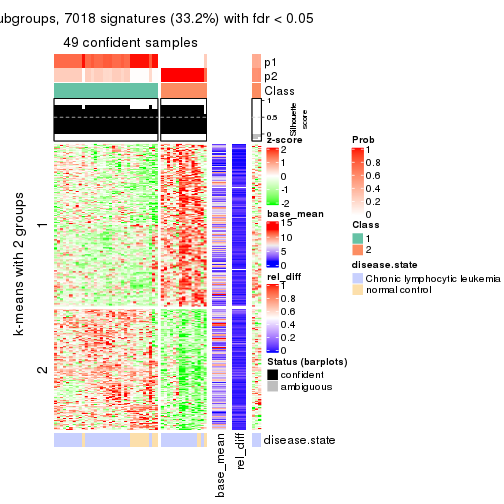 ubgroups, 7018 signatures (33.2%) with fdr < 0.05
49 confident samples
p1
p2
Class
1
0.5
0
Silhouette
score
k-means with 2 groups
1
2
z-score
2
1
0
-1
-2
base_mean
15
10
5
0
rel_diff
1
0.8
0.6
0.4
0.2
0
Status (barplots)
confident
ambiguous
Prob
1
0.8
0.6
0.4
0.2
0
Class
1
2
disease.state
Chronic lymphocytic leukemia
normal control
disease.state
base_mean
rel_diff